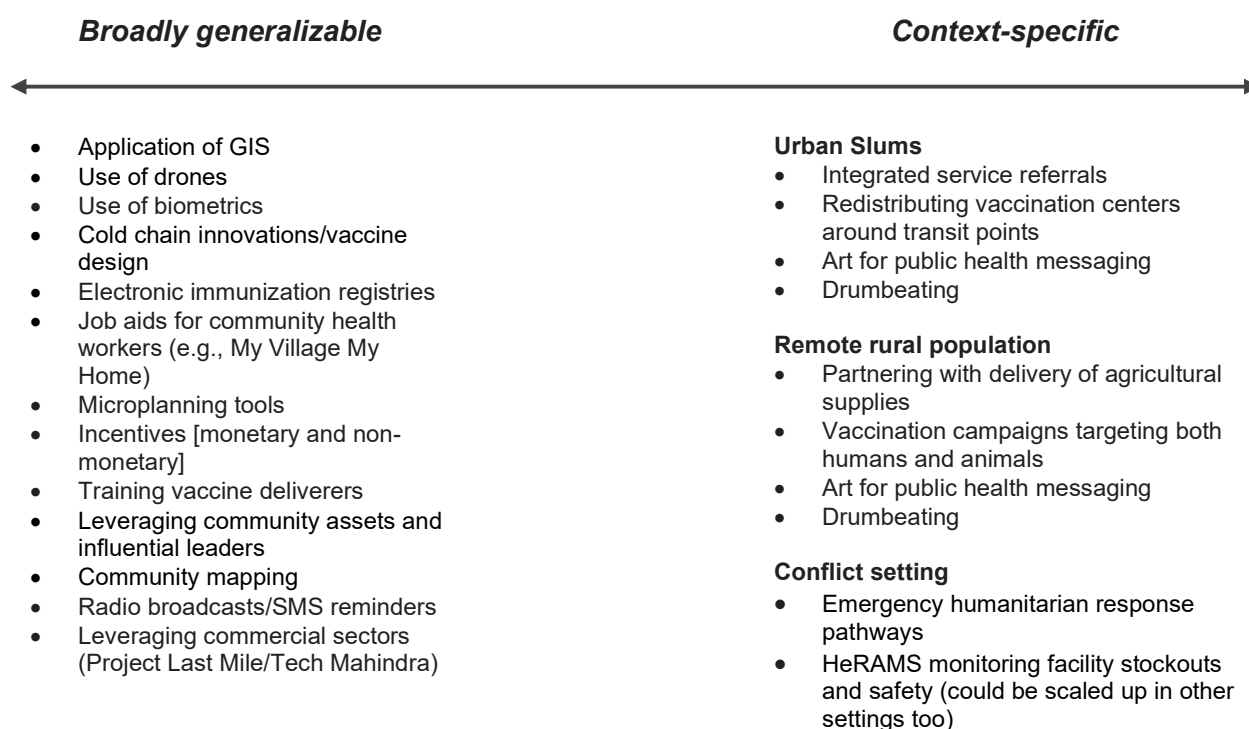 Broadly generalizable
Context-specific
• Application of GIS
• Use of drones
• Use of biometrics
• Cold chain innovations/vaccine
design
• Electronic immunization registries
• Job aids for community health
workers (e.g., My Village My
Home)
• Microplanning tools
• Incentives [monetary and non-
monetary]
• Training vaccine deliverers
• Leveraging community assets and
influential leaders
• Community mapping
• Radio broadcasts/SMS reminders
• Leveraging commercial sectors
(Project Last Mile/Tech Mahindra)
Urban Slums
• Integrated service referrals
• Redistributing vaccination centers
around transit points
• Art for public health messaging
• Drumbeating
Remote rural population
• Partnering with delivery of agricultural
supplies
• Vaccination campaigns targeting both
humans and animals
• Art for public health messaging
• Drumbeating
Conflict setting
• Emergency humanitarian response
pathways
• HeRAMS monitoring facility stockouts
and safety (could be scaled up in other
settings too)